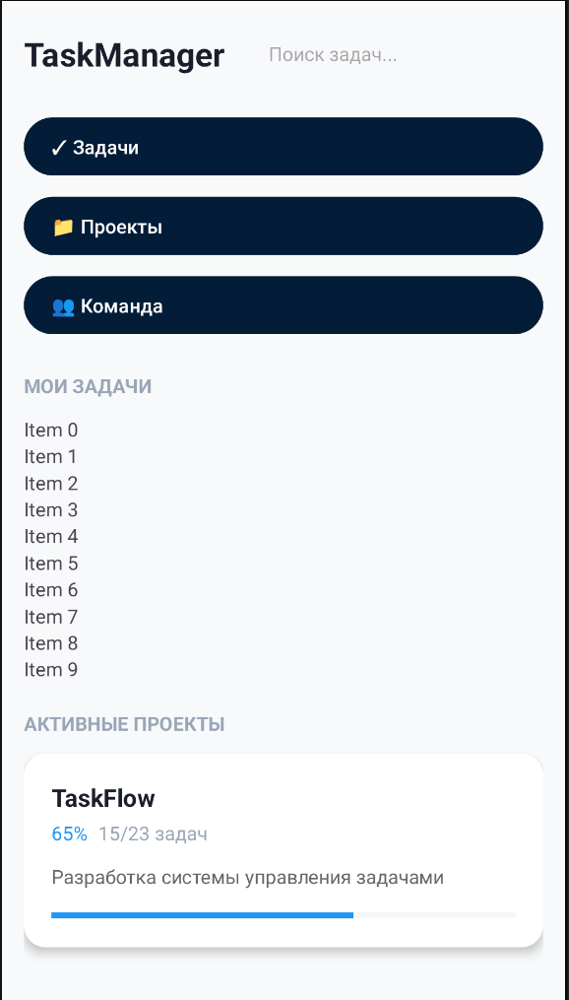 TaskManager
Поиск задач...
✓ Задачи
📁 Проекты
👥 Команда
МОИ ЗАДАЧИ
Item 0
Item 1
Item 2
Item 3
Item 4
Item 5
Item 6
Item 7
Item 8
Item 9
АКТИВНЫЕ ПРОЕКТЫ
TaskFlow
65% 15/23 задач
Разработка системы управления задачами